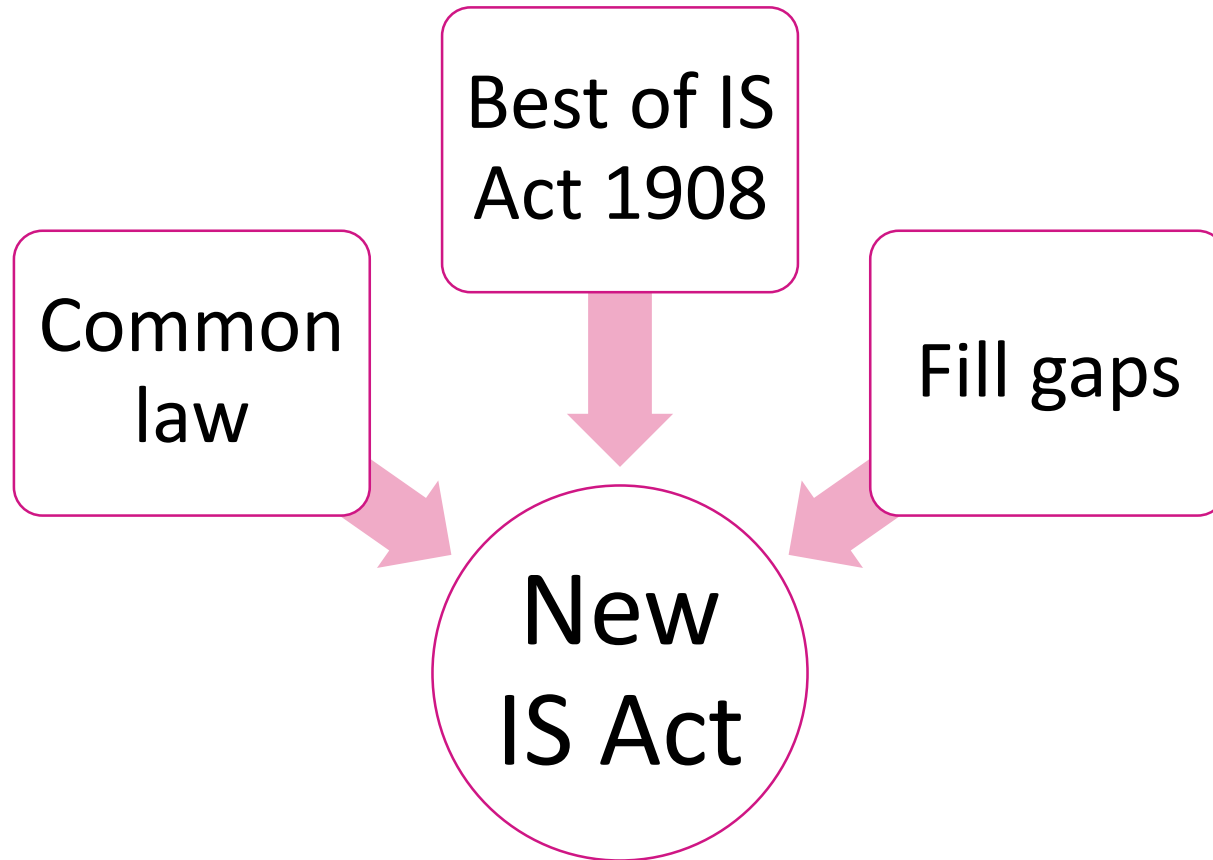 Best of IS
Act 1908
Common
law
Fill gaps
New
IS Act